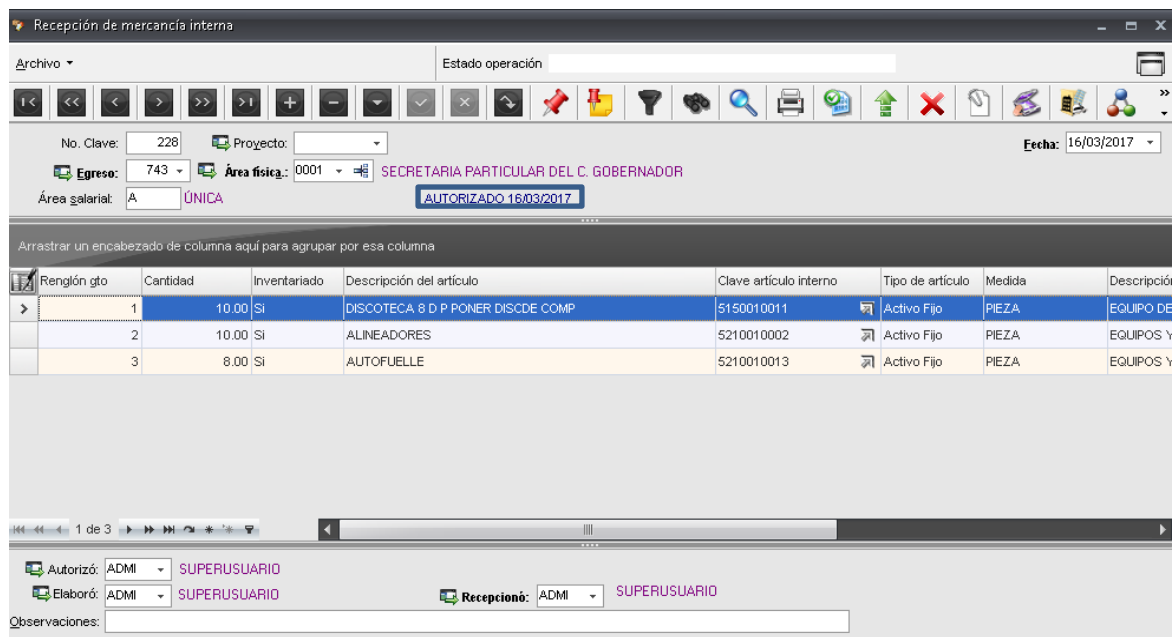 Recepción de mercancía interna
Archivo Estado operación
No. Clave: 228 Proyecto: Fecha: 16/03/2017
Egreso: 743 Área física.: 0001 SECRETARIA PARTICULAR DEL C. GOBERNADOR
Área salarial: A ÚNICA AUTORIZADO 16/03/2017
Arrastrar un encabezado de columna aquí para agrupar por esa columna
Renglón gto Cantidad Inventariado Descripción del artículo Clave artículo interno Tipo de artículo Medida Descripción
1 10.00 Si DISCOTECA 8 D P PONER DISCDE COMP 5150010011 Activo Fijo PIEZA EQUIPO DE
2 10.00 Si ALINEADORES 5210010002 Activo Fijo PIEZA EQUIPOS Y
3 8.00 Si AUTOFUELLE 5210010013 Activo Fijo PIEZA EQUIPOS Y
1 de 3
Autorizó: ADMI SUPERUSUARIO
Elaboró: ADMI SUPERUSUARIO Recepcionó: ADMI SUPERUSUARIO
Observaciones: